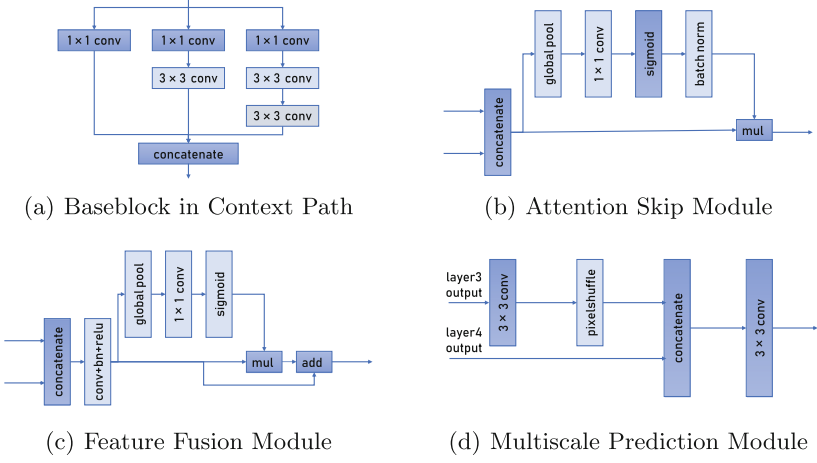 1×1 conv
1×1 conv
1×1 conv
3×3 conv
3×3 conv
3×3 conv
concatenate
(a) Baseblock in Context Path
concatenate
global pool
1×1 conv
sigmoid
batch norm
mul
(b) Attention Skip Module
concatenate
conv+bn+relu
global pool
1×1 conv
sigmoid
mul
add
(c) Feature Fusion Module
layer3
output
layer4
output
3×3 conv
pixelshuffle
concatenate
3×3 conv
(d) Multiscale Prediction Module